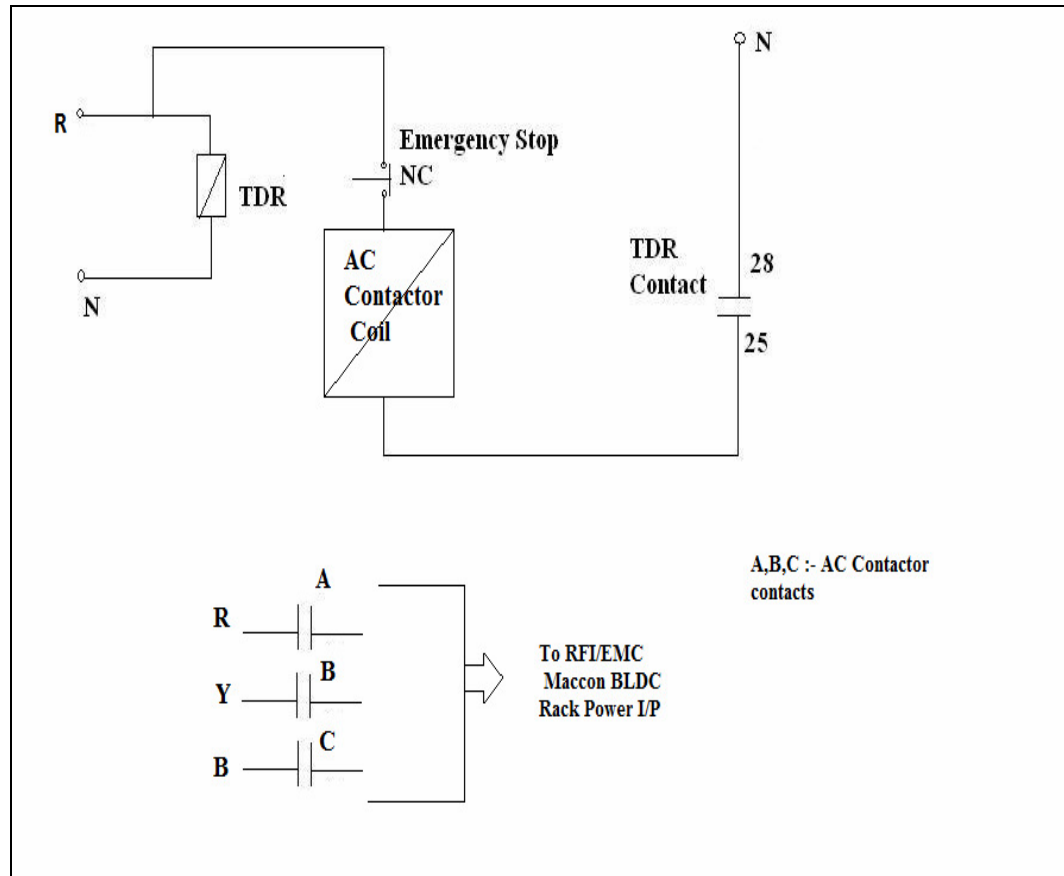 N
R
Emergency Stop
NC
TDR
AC
Contactor
Coil
TDR
Contact
28
25
N
A,B,C :- AC Contactor
contacts
A
R
B
Y
C
B
To RFI/EMC
Maccon BLDC
Rack Power I/P